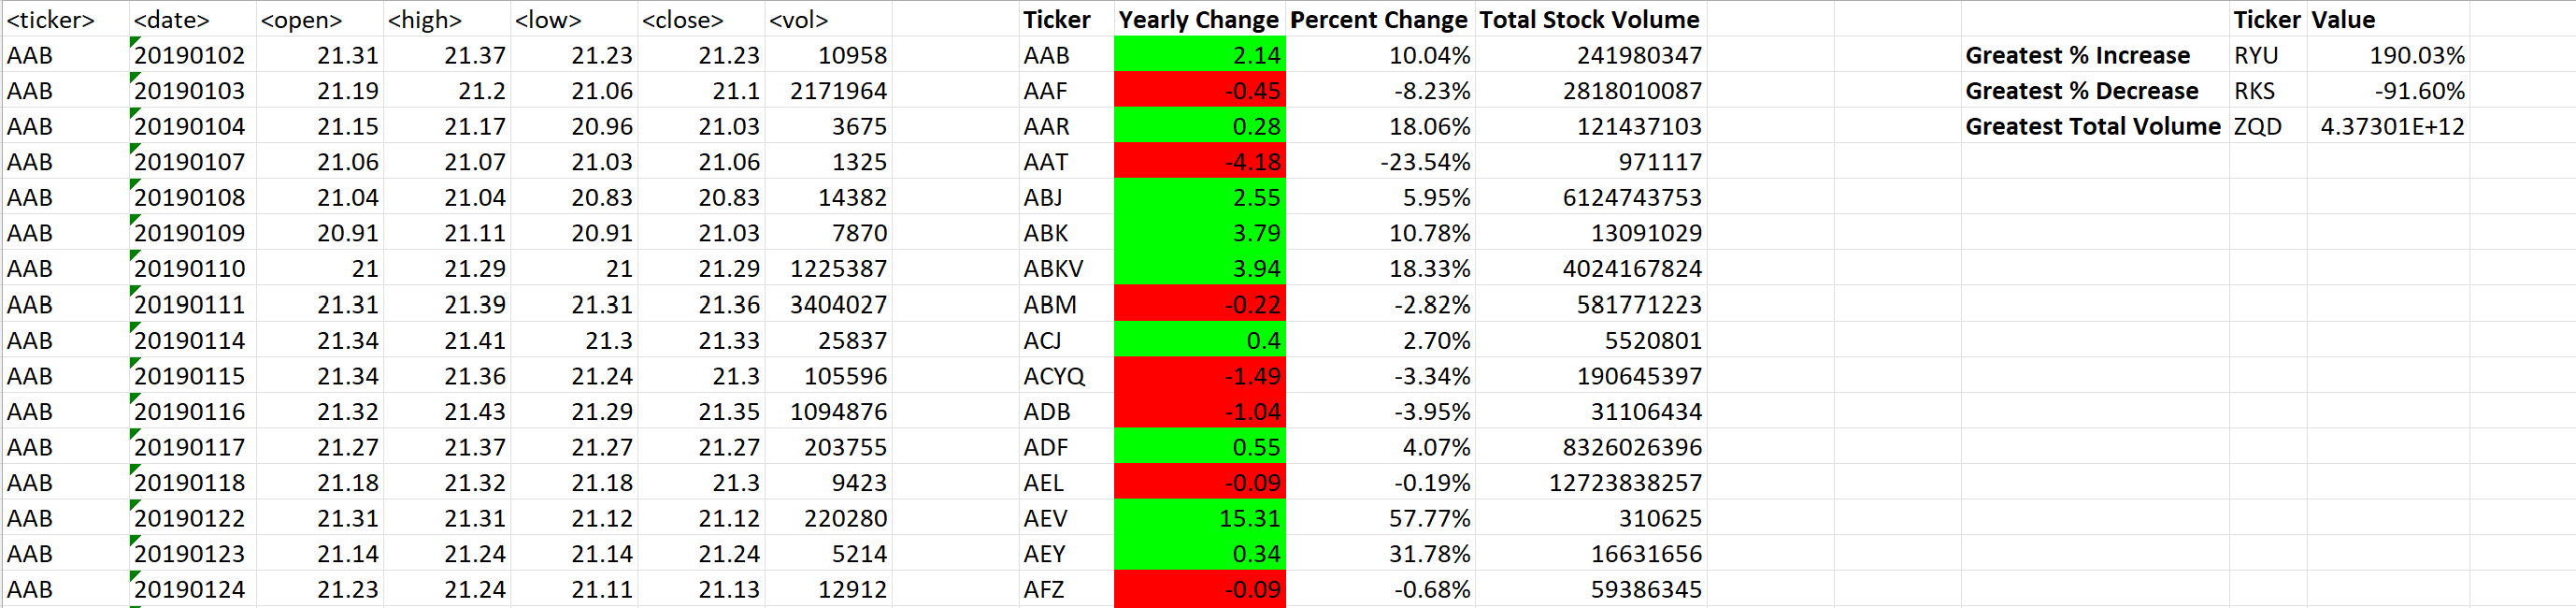 <ticker> <date> <open> <high> <low> <close> <vol> Ticker Yearly Change Percent Change Total Stock Volume Ticker Value
AAB 20190102 21.31 21.37 21.23 21.23 10958 AAB 2.14 10.04% 241980347 Greatest % Increase RYU 190.03%
AAB 20190103 21.19 21.2 21.06 21.1 2171964 AAF -0.45 -8.23% 2818010087 Greatest % Decrease RKS -91.60%
AAB 20190104 21.15 21.17 20.96 21.03 3675 AAR 0.28 18.06% 121437103 Greatest Total Volume ZQD 4.37301E+12
AAB 20190107 21.06 21.07 21.03 21.06 1325 AAT -4.18 -23.54% 971117
AAB 20190108 21.04 21.04 20.83 20.83 14382 ABJ 2.55 5.95% 6124743753
AAB 20190109 20.91 21.11 20.91 21.03 7870 ABK 3.79 10.78% 13091029
AAB 20190110 21 21.29 21 21.29 1225387 ABKV 3.94 18.33% 4024167824
AAB 20190111 21.31 21.39 21.31 21.36 3404027 ABM -0.22 -2.82% 581771223
AAB 20190114 21.34 21.41 21.3 21.33 25837 ACJ 0.4 2.70% 5520801
AAB 20190115 21.34 21.36 21.24 21.3 105596 ACYQ -1.49 -3.34% 190645397
AAB 20190116 21.32 21.43 21.29 21.35 1094876 ADB -1.04 -3.95% 31106434
AAB 20190117 21.27 21.37 21.27 21.27 203755 ADF 0.55 4.07% 8326026396
AAB 20190118 21.18 21.32 21.18 21.3 9423 AEL -0.09 -0.19% 12723838257
AAB 20190122 21.31 21.31 21.12 21.12 220280 AEV 15.31 57.77% 310625
AAB 20190123 21.14 21.24 21.14 21.24 5214 AEY 0.34 31.78% 16631656
AAB 20190124 21.23 21.24 21.11 21.13 12912 AFZ -0.09 -0.68% 59386345